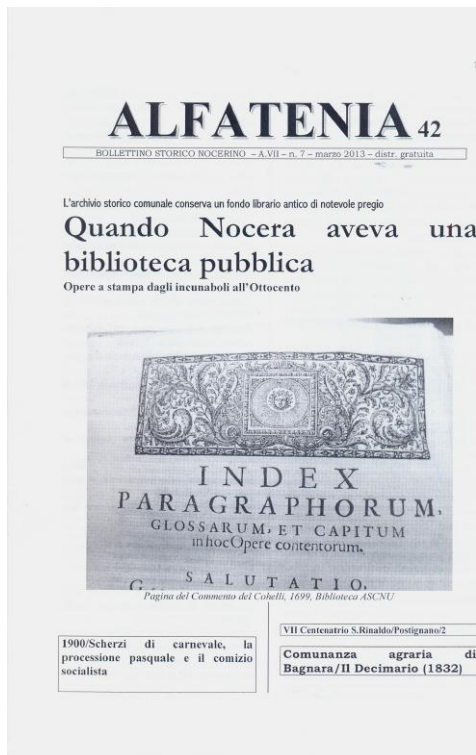 ALFATENIA 42
BOLLETTINO STORICO NOCERINO – A.VII – n. 7 – marzo 2013 – distr. gratuita
L'archivio storico comunale conserva un fondo librario antico di notevole pregio
Quando Nocera aveva una
biblioteca pubblica
Opere a stampa dagli incunaboli all'Ottocento
INDEX
PARAGRAPHORUM,
GLOSSARUM, ET CAPITUM
in hoc Opere contentorum.
SALUTATIO.
Pagina del Commento del Cohelli, 1699, Biblioteca ASCNU
1900/Scherzi di carnevale, la
processione pasquale e il comizio
socialista
VII Centenatrio S.Rinaldo/Postignano/2
Comunanza agraria di
Bagnara/Il Decimario (1832)